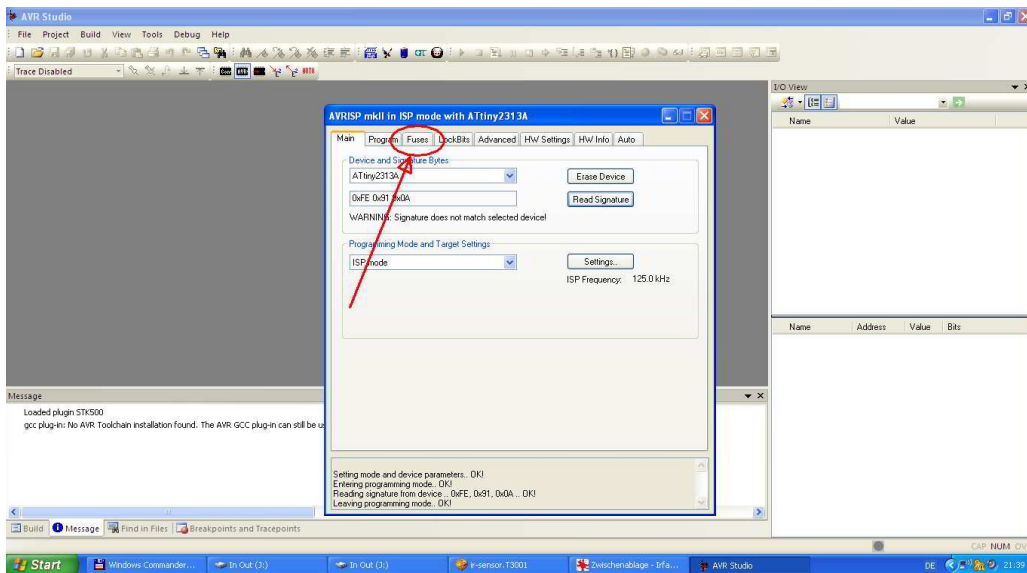 AVR Studio
File Project Build View Tools Debug Help
Trace Disabled
I/O View
Name Value
AVRISP mkII in ISP mode with ATtiny2313A
Main Program Fuses LockBits Advanced HW Settings HW Info Auto
Device and Signature Bytes
ATtiny2313A
Erase Device
0xFE 0x91 0x0A
Read Signature
WARNING: Signature does not match selected device!
Programming Mode and Target Settings
ISP mode
Settings...
ISP Frequency: 125.0 kHz
Name Address Value Bits
Message
Loaded plugin STK500
gcc plug-in: No AVR Toolchain installation found. The AVR GCC plug-in can still be
Setting mode and device parameters.. OK!
Entering programming mode.. OK!
Reading signature from device .. 0xFE, 0x91, 0x0A .. OK!
Leaving programming mode.. OK!
Build Message Find in Files Breakpoints and Tracepoints
CAP NUM OV
Start Windows Commander... In Out (J:) In Out (J:) ir-sensor.T3001 Zwischenablage - Irfa... AVR Studio DE 21:39